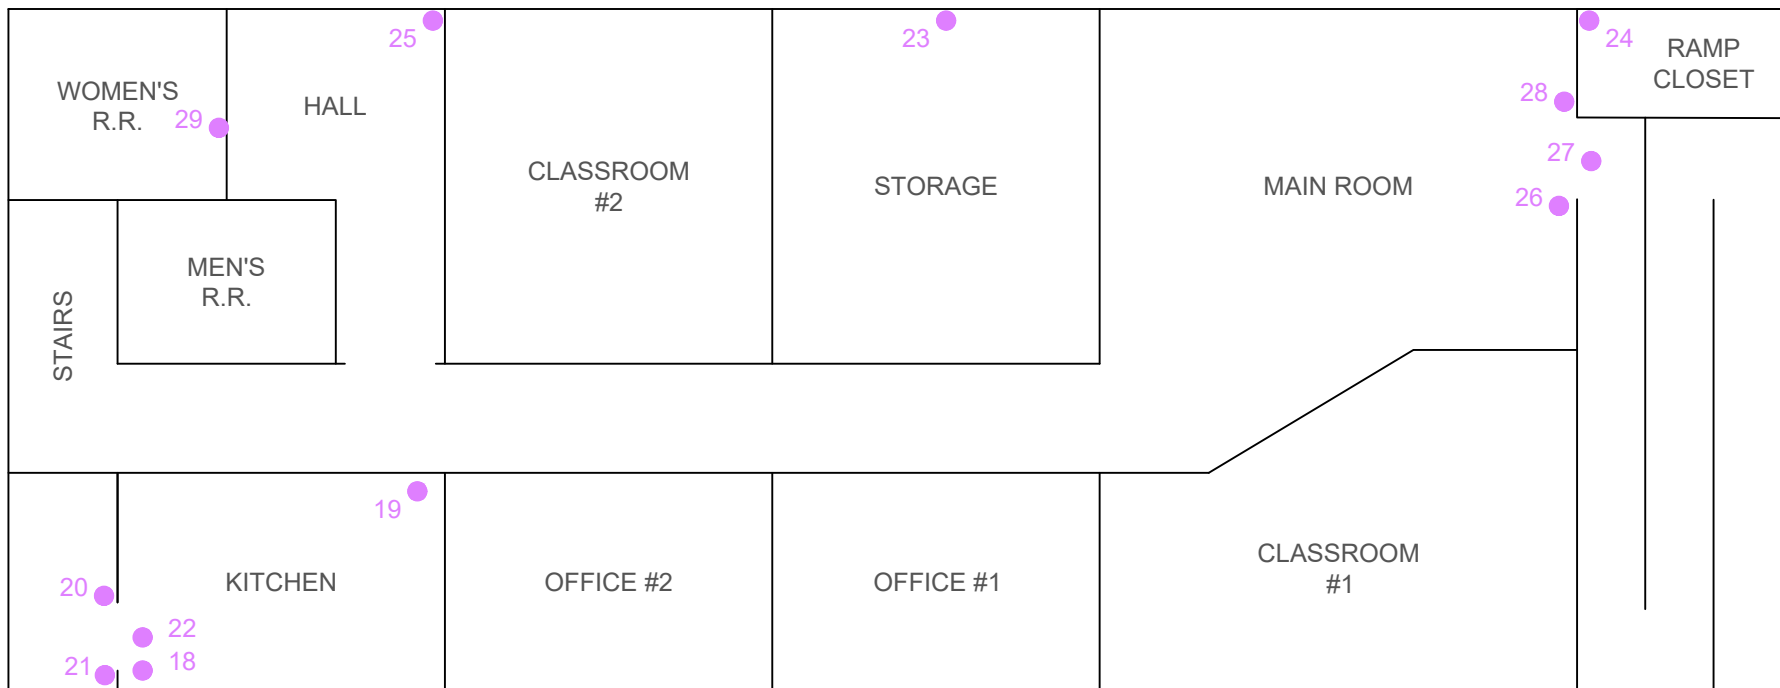 25
23
24
RAMP
CLOSET
WOMEN'S
R.R.
29
HALL
28
27
26
CLASSROOM
#2
STORAGE
MAIN ROOM
MEN'S
R.R.
STAIRS
19
20
KITCHEN
OFFICE #2
OFFICE #1
CLASSROOM
#1
22
18
21